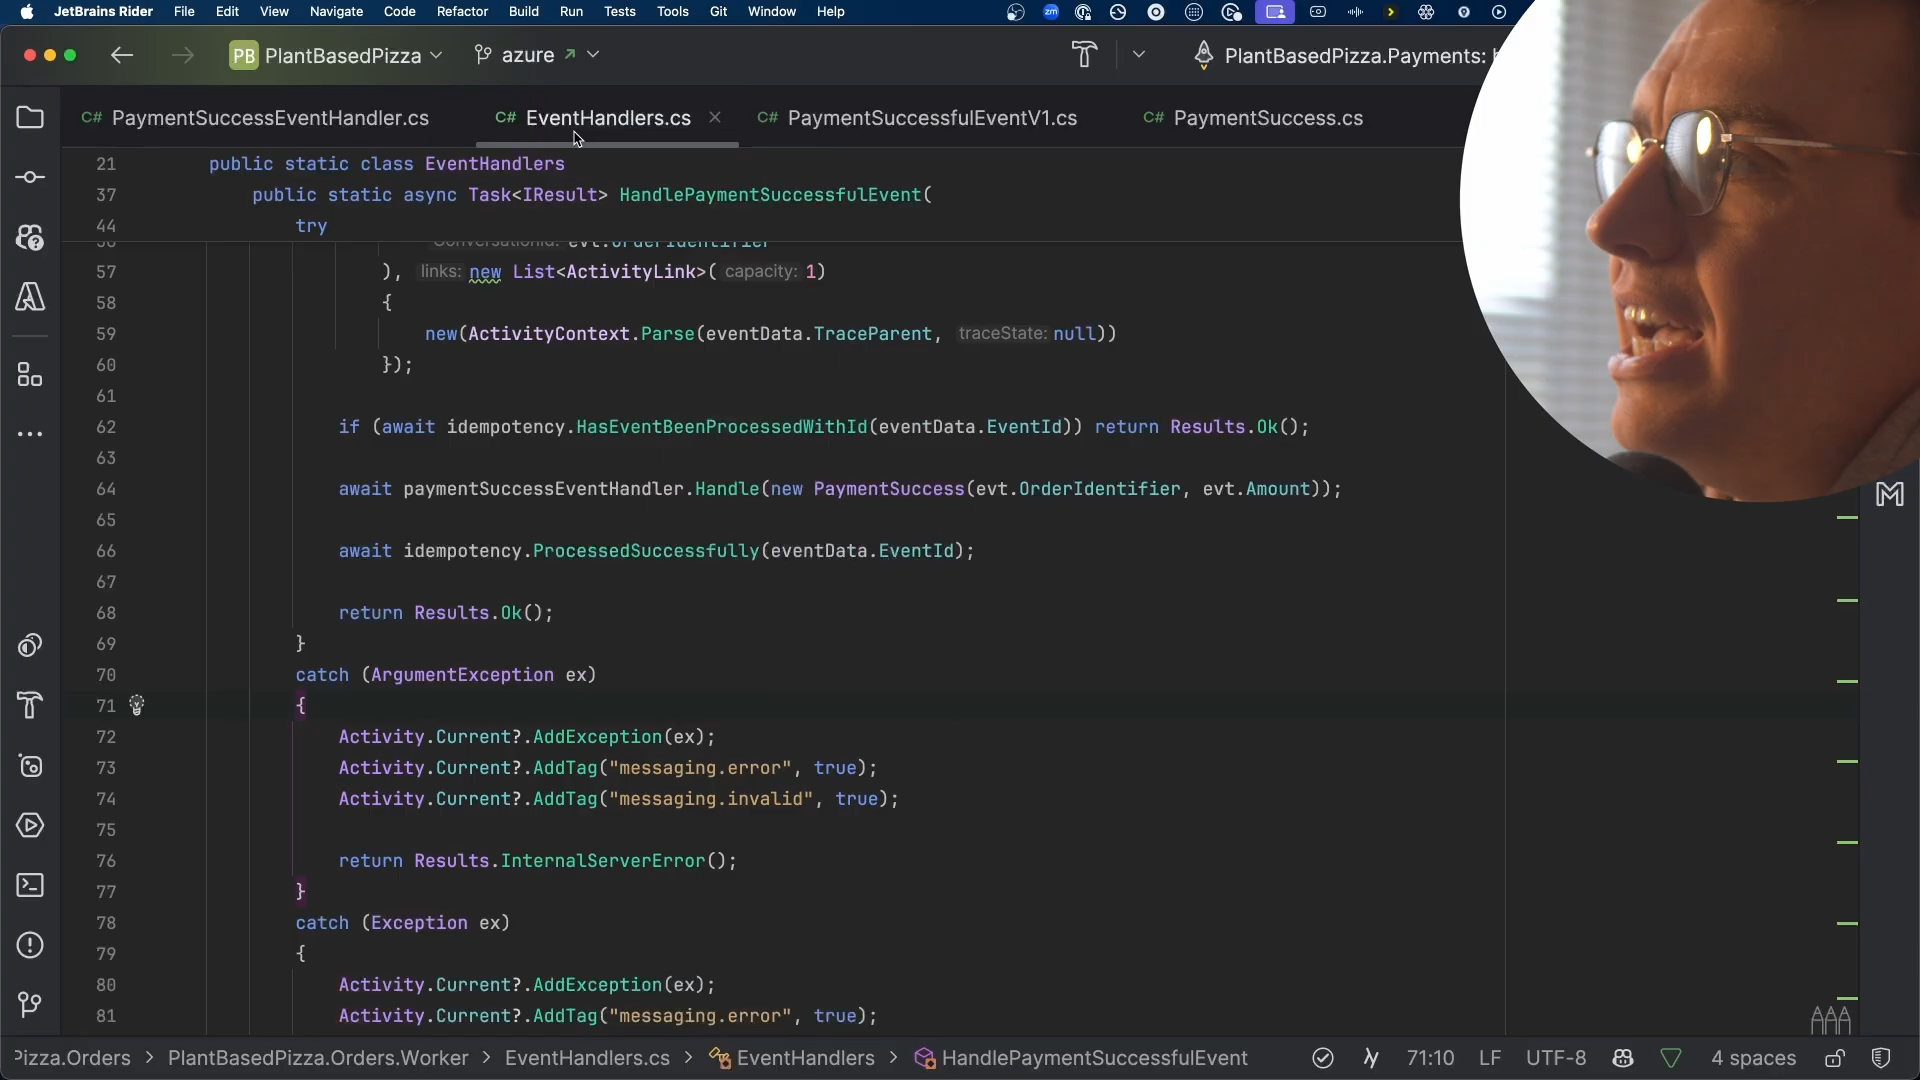 JetBrains Rider File Edit View Navigate Code Refactor Build Run Tests Tools Git Window Help
PB PlantBasedPizza azure PlantBasedPizza.Payments:
C# PaymentSuccessEventHandler.cs C# EventHandlers.cs C# PaymentSuccessfulEventV1.cs C# PaymentSuccess.cs
21 public static class EventHandlers
37 public static async Task<IResult> HandlePaymentSuccessfulEvent(
44 try
56 ConversationId: evt.OrderIdentifier
57 ), links: new List<ActivityLink>( capacity: 1)
58 {
59 new(ActivityContext.Parse(eventData.TraceParent, traceState: null))
60 });
61
62 if (await idempotency.HasEventBeenProcessedWithId(eventData.EventId)) return Results.Ok();
63
64 await paymentSuccessEventHandler.Handle(new PaymentSuccess(evt.OrderIdentifier, evt.Amount));
65
66 await idempotency.ProcessedSuccessfully(eventData.EventId);
67
68 return Results.Ok();
69 }
70 catch (ArgumentException ex)
71 {
72 Activity.Current?.AddException(ex);
73 Activity.Current?.AddTag("messaging.error", true);
74 Activity.Current?.AddTag("messaging.invalid", true);
75
76 return Results.InternalServerError();
77 }
78 catch (Exception ex)
79 {
80 Activity.Current?.AddException(ex);
81 Activity.Current?.AddTag("messaging.error", true);
Pizza.Orders > PlantBasedPizza.Orders.Worker > EventHandlers.cs > EventHandlers > HandlePaymentSuccessfulEvent 71:10 LF UTF-8 4 spaces